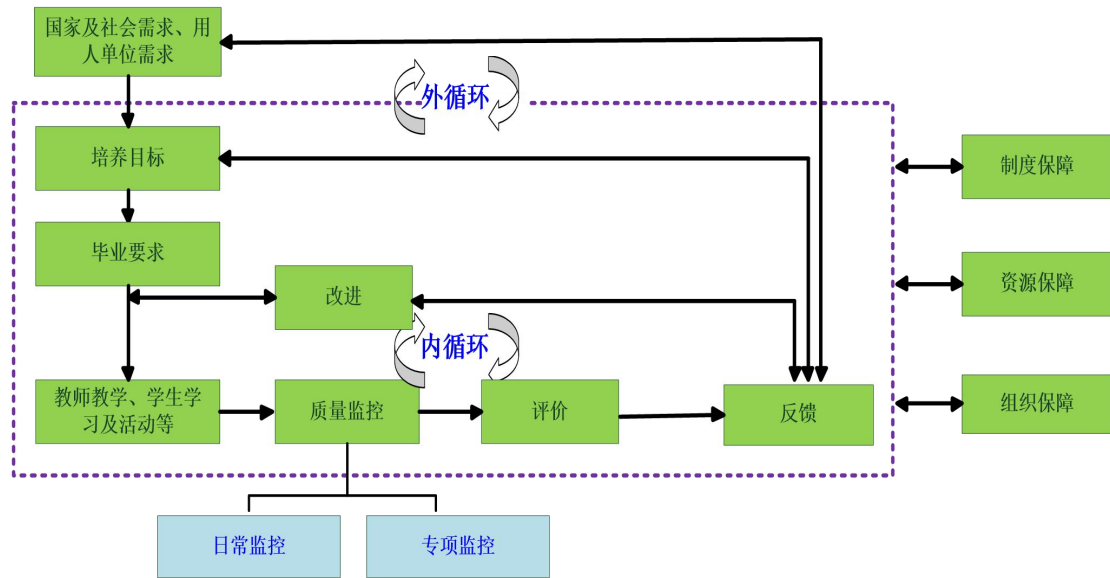 国家及社会需求、用
人单位需求
外循环
培养目标
制度保障
毕业要求
改进
资源保障
内循环
教师教学、学生学
习及活动等
质量监控
评价
反馈
组织保障
日常监控
专项监控